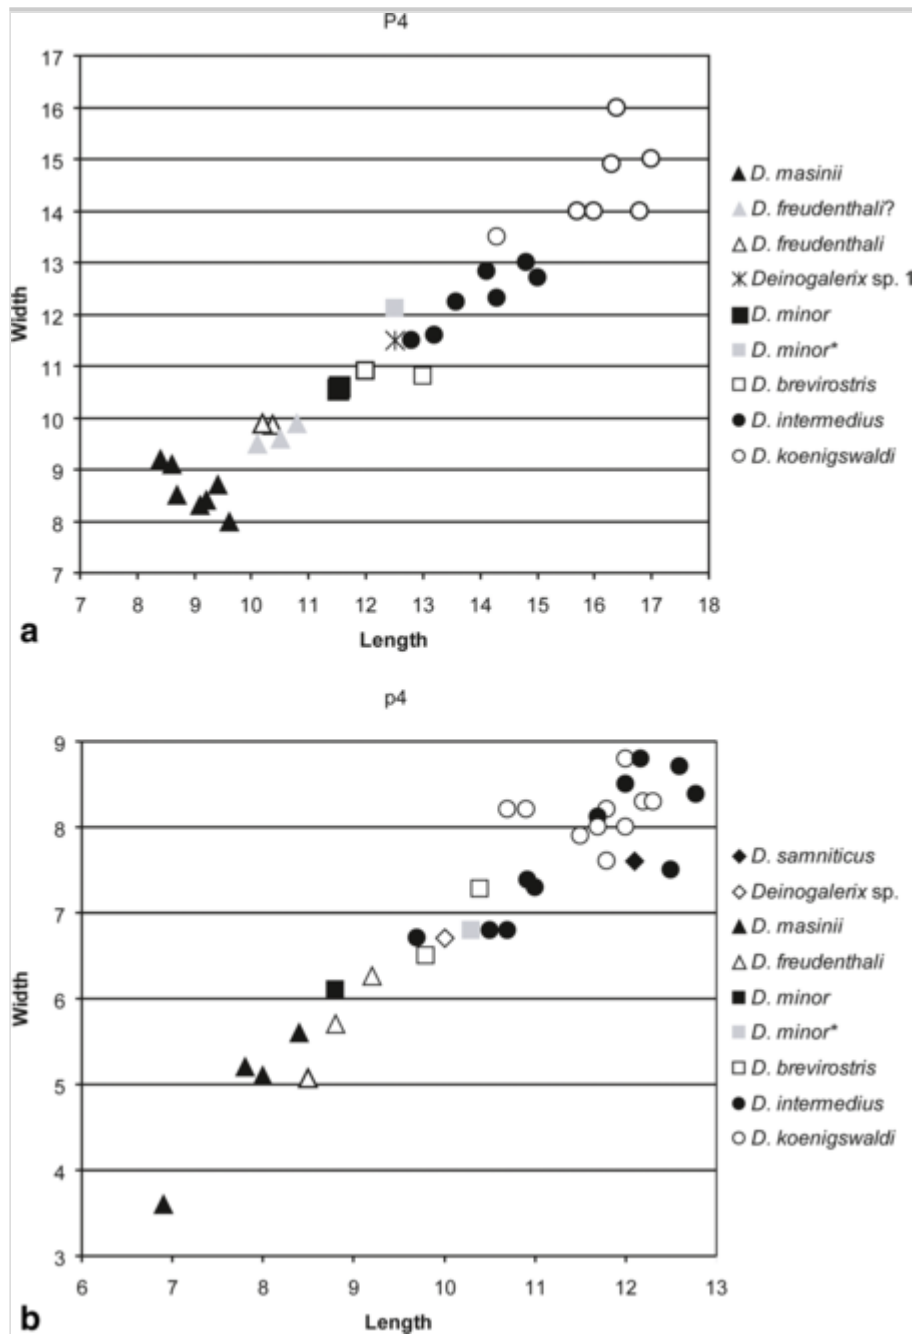 P4
17
16
15
14
13
12
11
10
9
8
7
Width
7 8 9 10 11 12 13 14 15 16 17 18
Length
a
D. masinii
D. freudenthali?
D. freudenthali
Deinogalerix sp. 1
D. minor
D. minor*
D. brevirostris
D. intermedius
D. koenigswaldi
p4
9
8
7
6
5
4
3
Width
6 7 8 9 10 11 12 13
Length
b
D. samniticus
Deinogalerix sp.
D. masinii
D. freudenthali
D. minor
D. minor*
D. brevirostris
D. intermedius
D. koenigswaldi